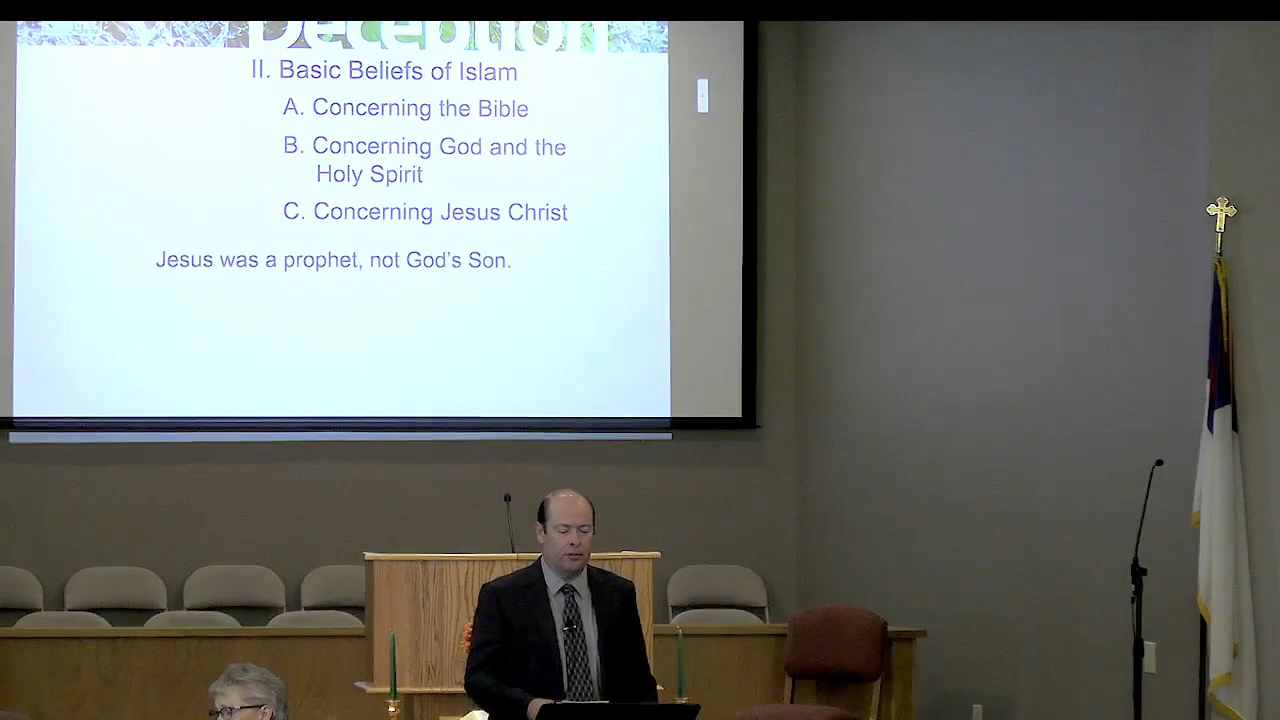 Deception
II. Basic Beliefs of Islam
A. Concerning the Bible
B. Concerning God and the
Holy Spirit
C. Concerning Jesus Christ
Jesus was a prophet, not God's Son.